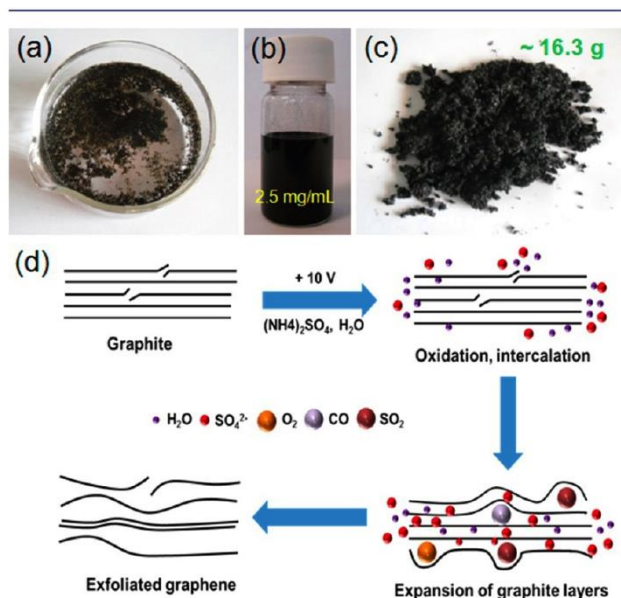 (a)
(b)
(c)
~ 16.3 g
2.5 mg/mL
(d)
+ 10 V
(NH4)₂SO₄, H₂O
Graphite
Oxidation, intercalation
H₂O SO₄²⁻ O₂ CO SO₂
Exfoliated graphene
Expansion of graphite layers